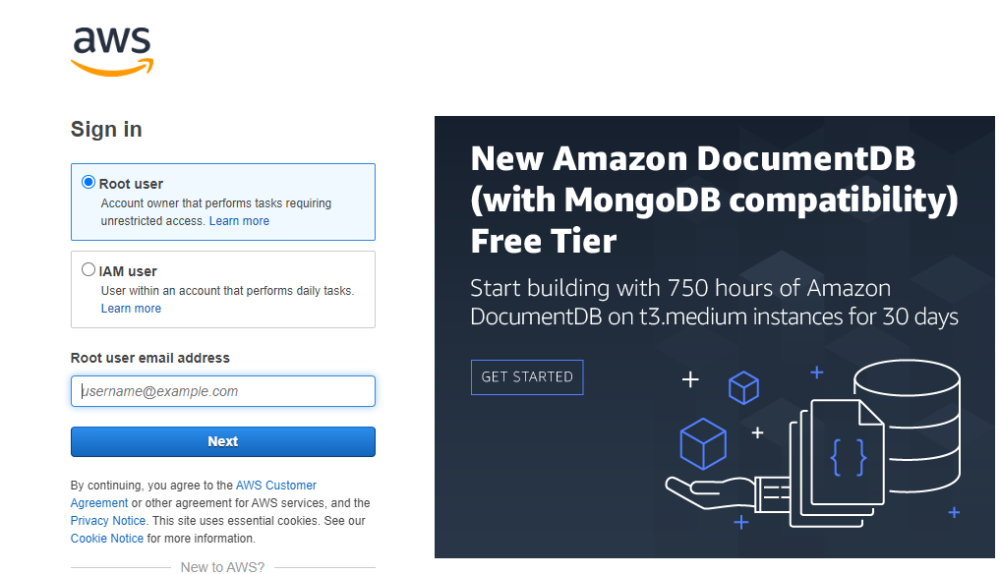 aws
Sign in
Root user
Account owner that performs tasks requiring
unrestricted access. Learn more
IAM user
User within an account that performs daily tasks.
Learn more
Root user email address
username@example.com
Next
By continuing, you agree to the AWS Customer
Agreement or other agreement for AWS services, and the
Privacy Notice. This site uses essential cookies. See our
Cookie Notice for more information.
New to AWS?
New Amazon DocumentDB
(with MongoDB compatibility)
Free Tier
Start building with 750 hours of Amazon
DocumentDB on t3.medium instances for 30 days
GET STARTED
{ }